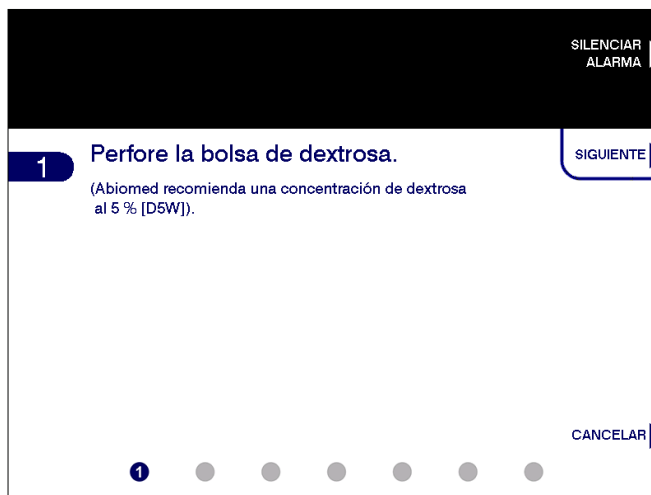 SILENCIAR
ALARMA
1
Perfore la bolsa de dextrosa.
SIGUIENTE
(Abiomed recomienda una concentración de dextrosa
al 5 % [D5W]).
CANCELAR
1